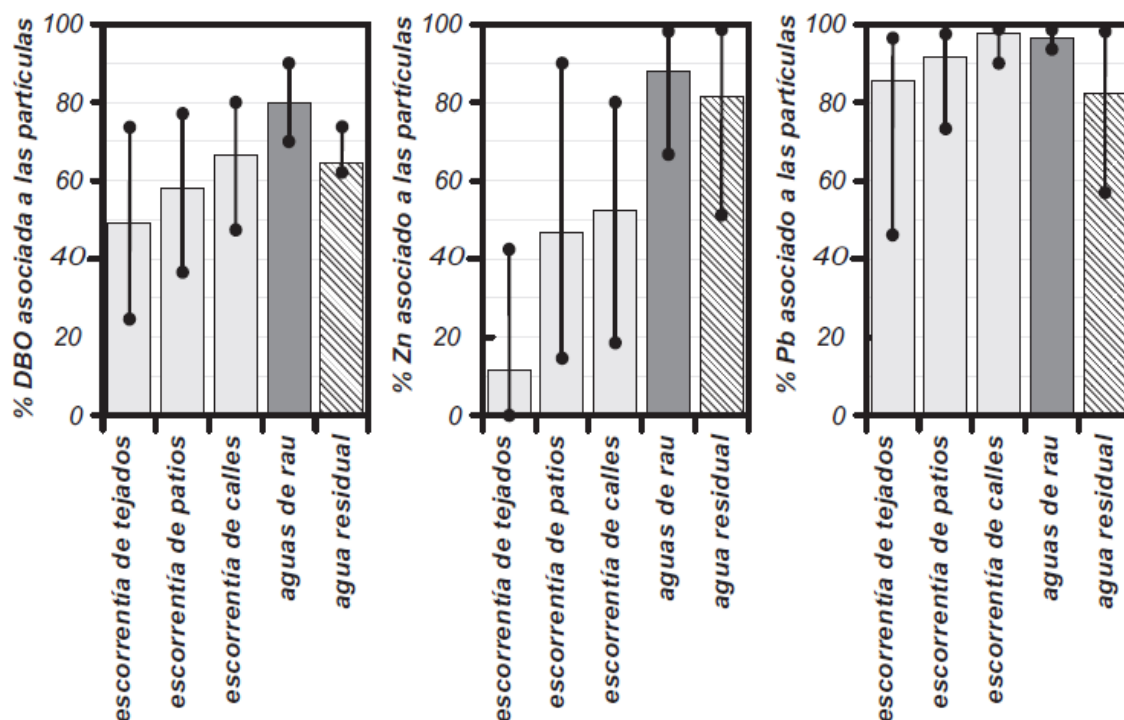 % DBO asociada a las partículas
100
80
60
40
20
0
escorrentía de tejados
escorrentía de patios
escorrentía de calles
aguas de rau
agua residual
% Zn asociado a las partículas
100
80
60
40
20
0
escorrentía de tejados
escorrentía de patios
escorrentía de calles
aguas de rau
agua residual
% Pb asociado a las partículas
100
80
60
40
20
0
escorrentía de tejados
escorrentía de patios
escorrentía de calles
aguas de rau
agua residual